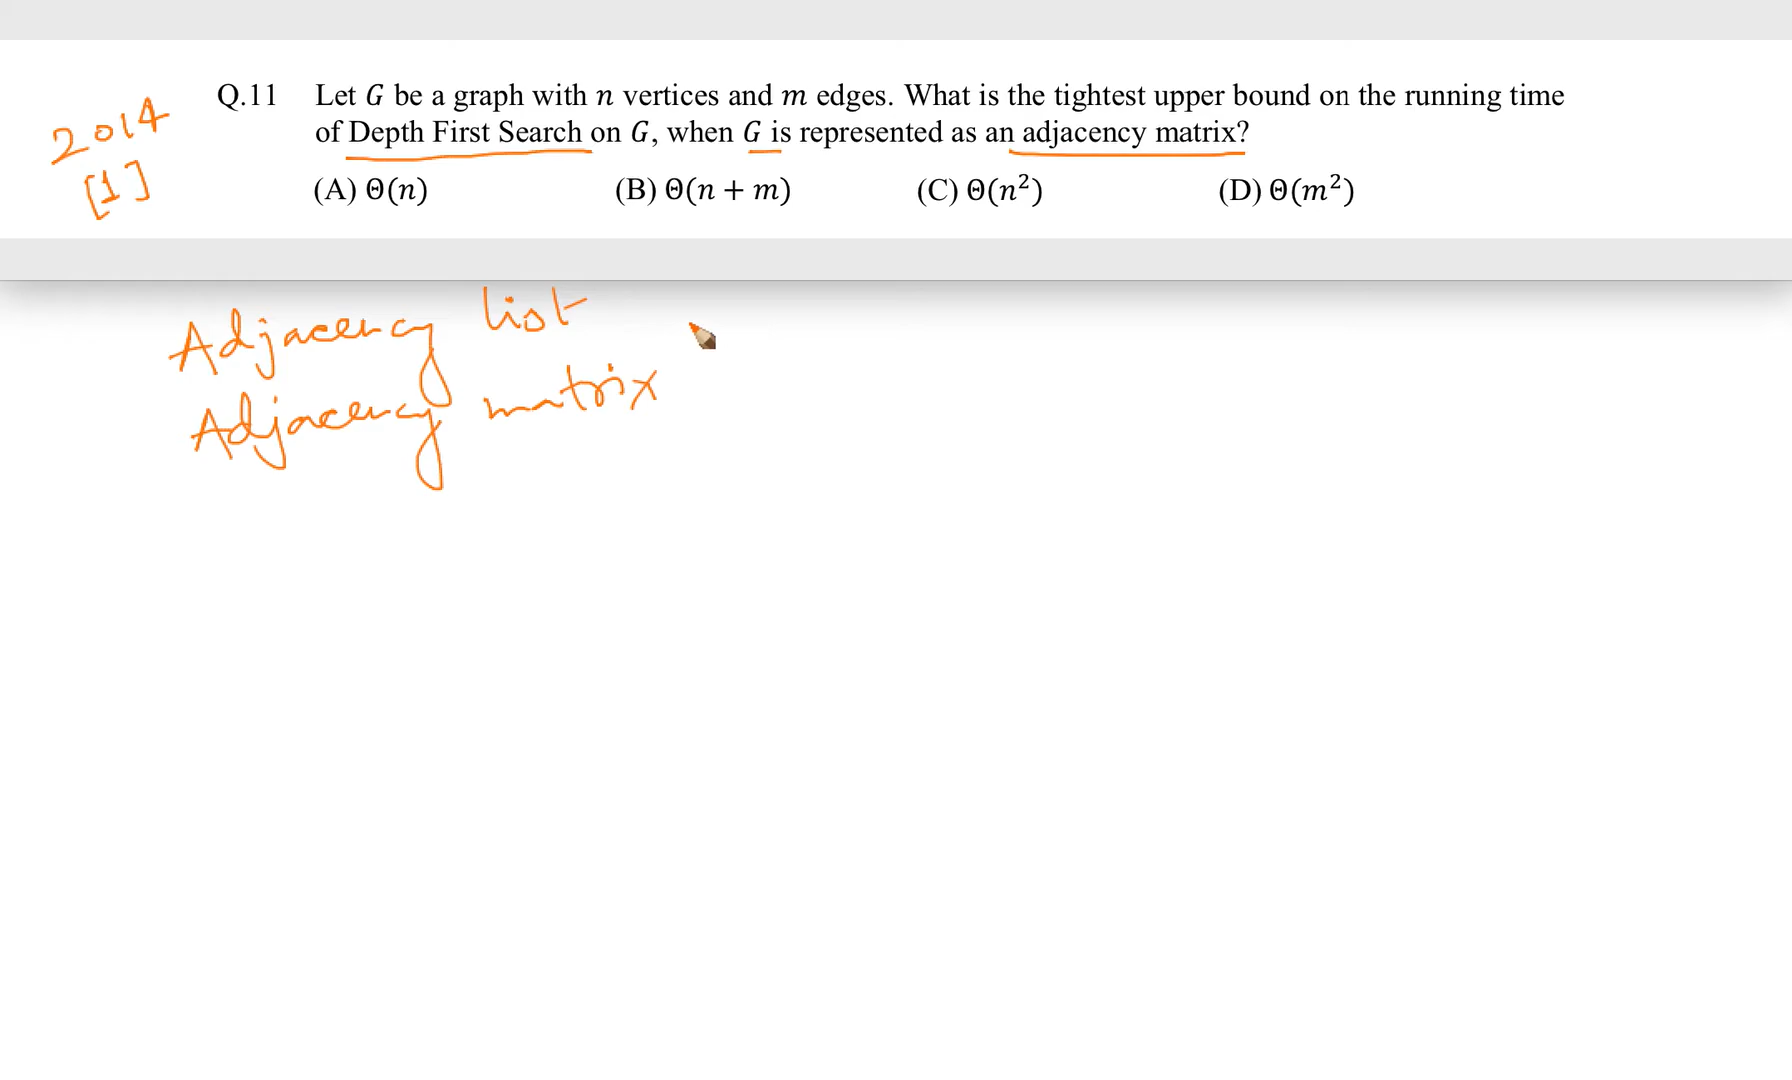 2014
[1]
Q.11 Let G be a graph with n vertices and m edges. What is the tightest upper bound on the running time
of Depth First Search on G, when G is represented as an adjacency matrix?
(A) Θ(n) (B) Θ(n + m) (C) Θ(n²) (D) Θ(m²)
Adjacency list
Adjacency matrix